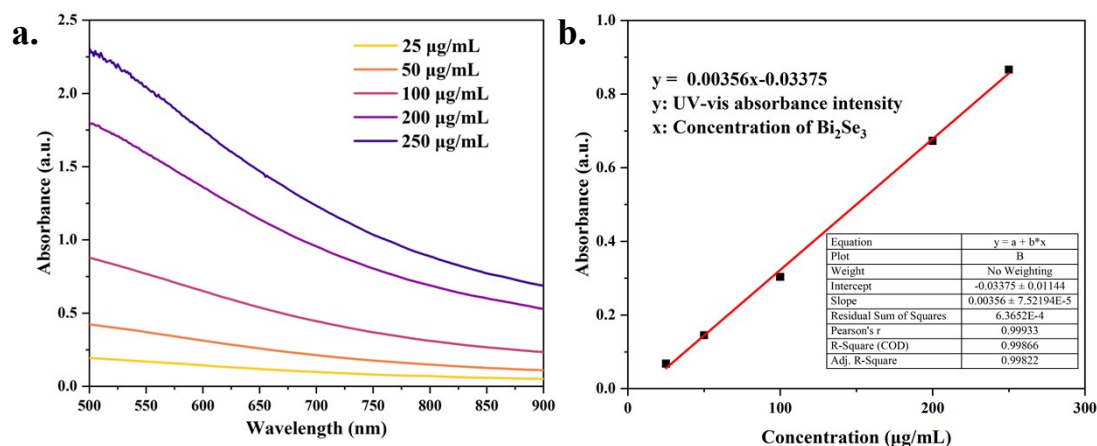 a.
2.5
2.0
1.5
1.0
0.5
0.0
Absorbance (a.u.)
25 μg/mL
50 μg/mL
100 μg/mL
200 μg/mL
250 μg/mL
500 550 600 650 700 750 800 850 900
Wavelength (nm)
b.
1.0
0.8
0.6
0.4
0.2
0.0
Absorbance (a.u.)
y = 0.00356x-0.03375
y: UV-vis absorbance intensity
x: Concentration of Bi₂Se₃
Equation y = a + b*x
Plot B
Weight No Weighting
Intercept -0.03375 ± 0.01144
Slope 0.00356 ± 7.52194E-5
Residual Sum of Squares 6.3652E-4
Pearson's r 0.99933
R-Square (COD) 0.99866
Adj. R-Square 0.99822
0 100 200 300
Concentration (μg/mL)